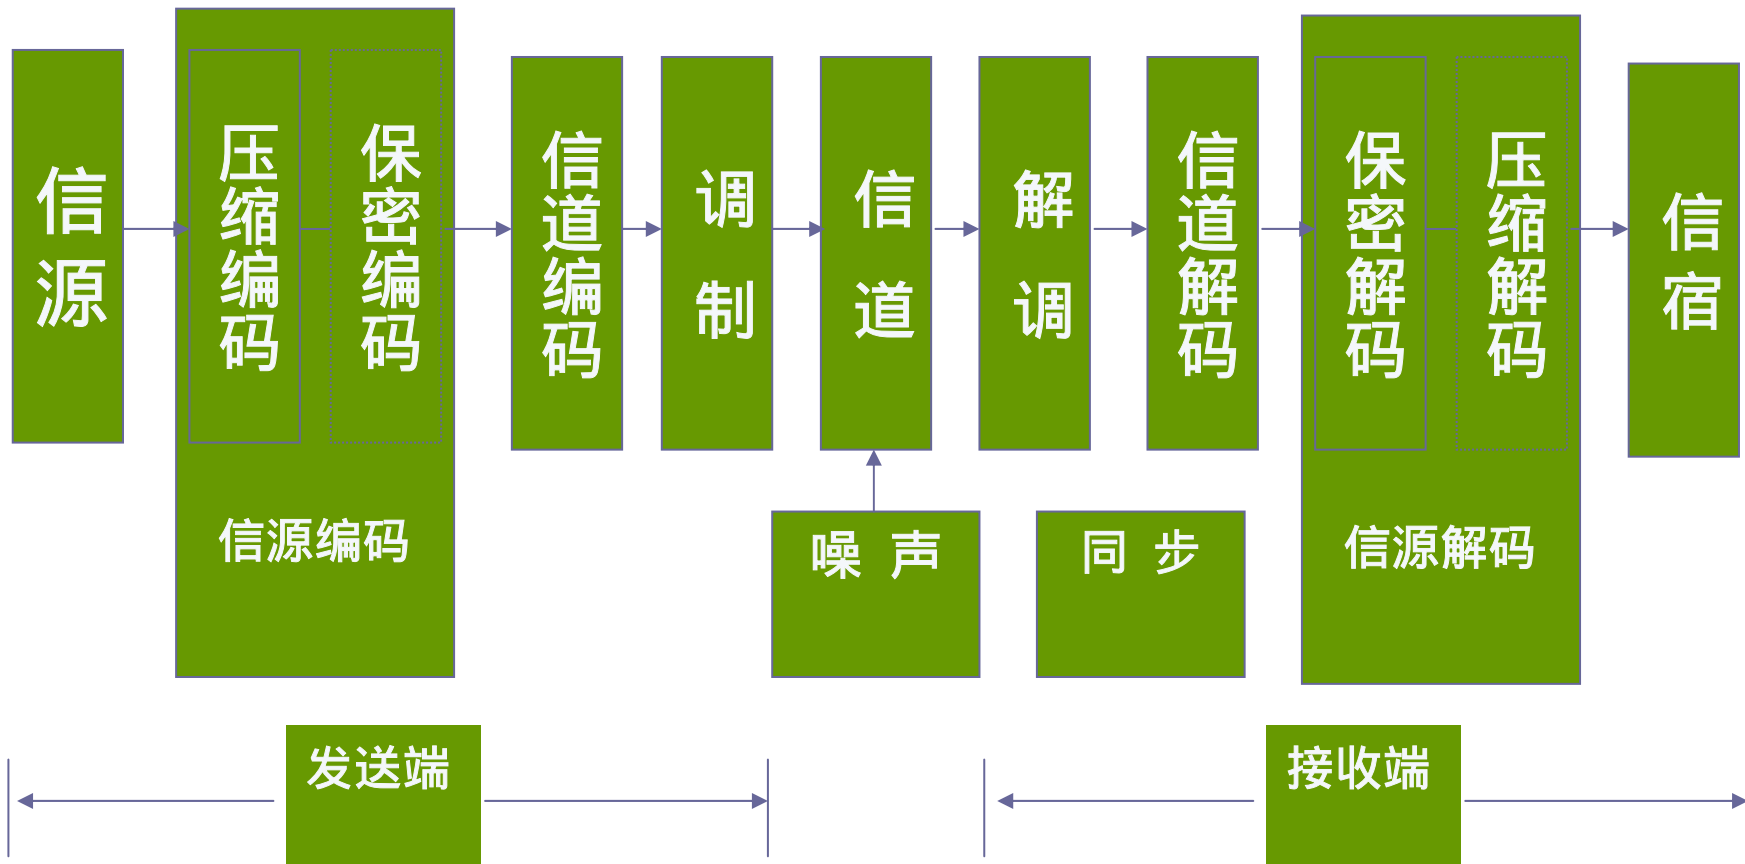 信源
压缩编码
保密编码
信源编码
信道编码
调制
信道
解调
信道解码
保密解码
压缩解码
信源解码
信宿
噪 声
同 步
发送端
接收端